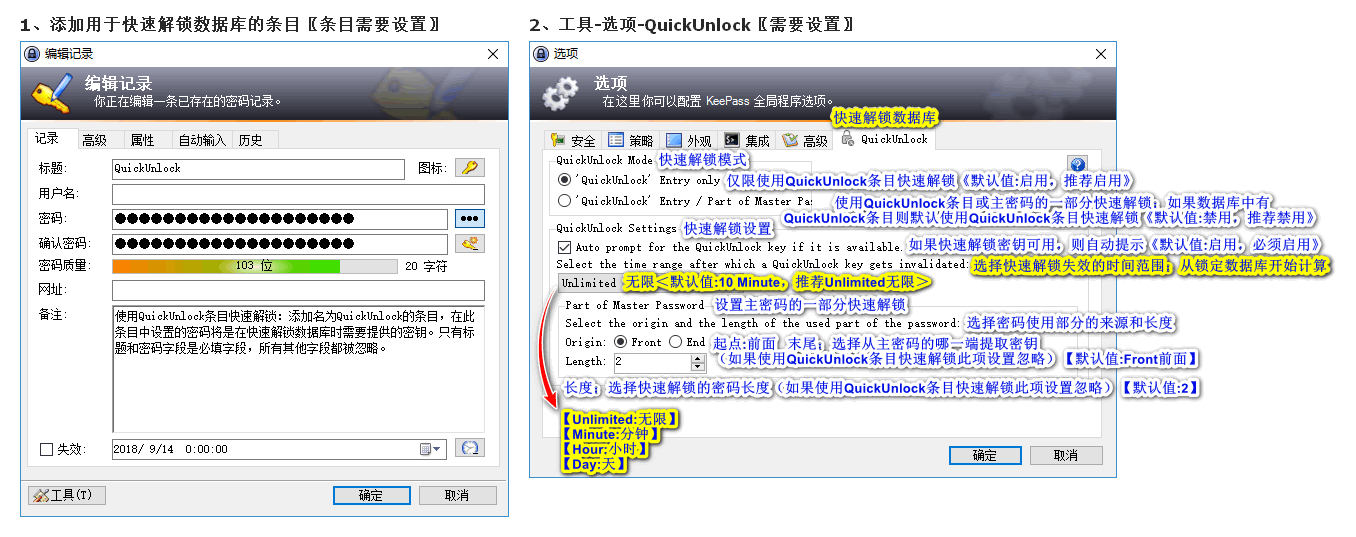 1、添加用于快速解锁数据库的条目〖条目需要设置〗
编辑记录
编辑记录
你正在编辑一条已存在的密码记录。
记录 高级 属性 自动输入 历史
标题: QuickUnlock 图标:
用户名:
密码: ●●●●●●●●●●●●●●●●●●●●
确认密码: ●●●●●●●●●●●●●●●●●●●●
密码质量: 103 位 20 字符
网址:
备注: 使用QuickUnlock条目快速解锁: 添加名为QuickUnlock的条目，在此
条目中设置的密码将是在快速解锁数据库时需要提供的密钥。只有标
题和密码字段是必填字段，所有其他字段都被忽略。
失效: 2018/ 9/14 0:00:00
工具(T) 确定 取消
2、工具-选项-QuickUnlock〖需要设置〗
选项
选项
在这里你可以配置 KeePass 全局程序选项。
快速解锁数据库
安全 策略 外观 集成 高级 QuickUnlock
QuickUnlock Mode 快速解锁模式
'QuickUnlock' Entry only 仅限使用QuickUnlock条目快速解锁《默认值:启用，推荐启用》
'QuickUnlock' Entry / Part of Master Pa 使用QuickUnlock条目或主密码的一部分快速解锁；如果数据库中有
QuickUnlock条目则默认使用QuickUnlock条目快速解锁《默认值:禁用，推荐禁用》
QuickUnlock Settings 快速解锁设置
Auto prompt for the QuickUnlock key if it is available. 如果快速解锁密钥可用，则自动提示《默认值:启用，必须启用》
Select the time range after which a QuickUnlock key gets invalidated: 选择快速解锁失效的时间范围；从锁定数据库开始计算
Unlimited 无限＜默认值:10 Minute，推荐Unlimited无限＞
Part of Master Password 设置主密码的一部分快速解锁
Select the origin and the length of the used part of the password: 选择密码使用部分的来源和长度
Origin: Front End 起点:前面 末尾；选择从主密码的哪一端提取密钥
Length: 2 （如果使用QuickUnlock条目快速解锁此项设置忽略）【默认值:Front前面】
长度；选择快速解锁的密码长度（如果使用QuickUnlock条目快速解锁此项设置忽略）【默认值:2】
【Unlimited:无限】
【Minute:分钟】
【Hour:小时】
【Day:天】
确定 取消